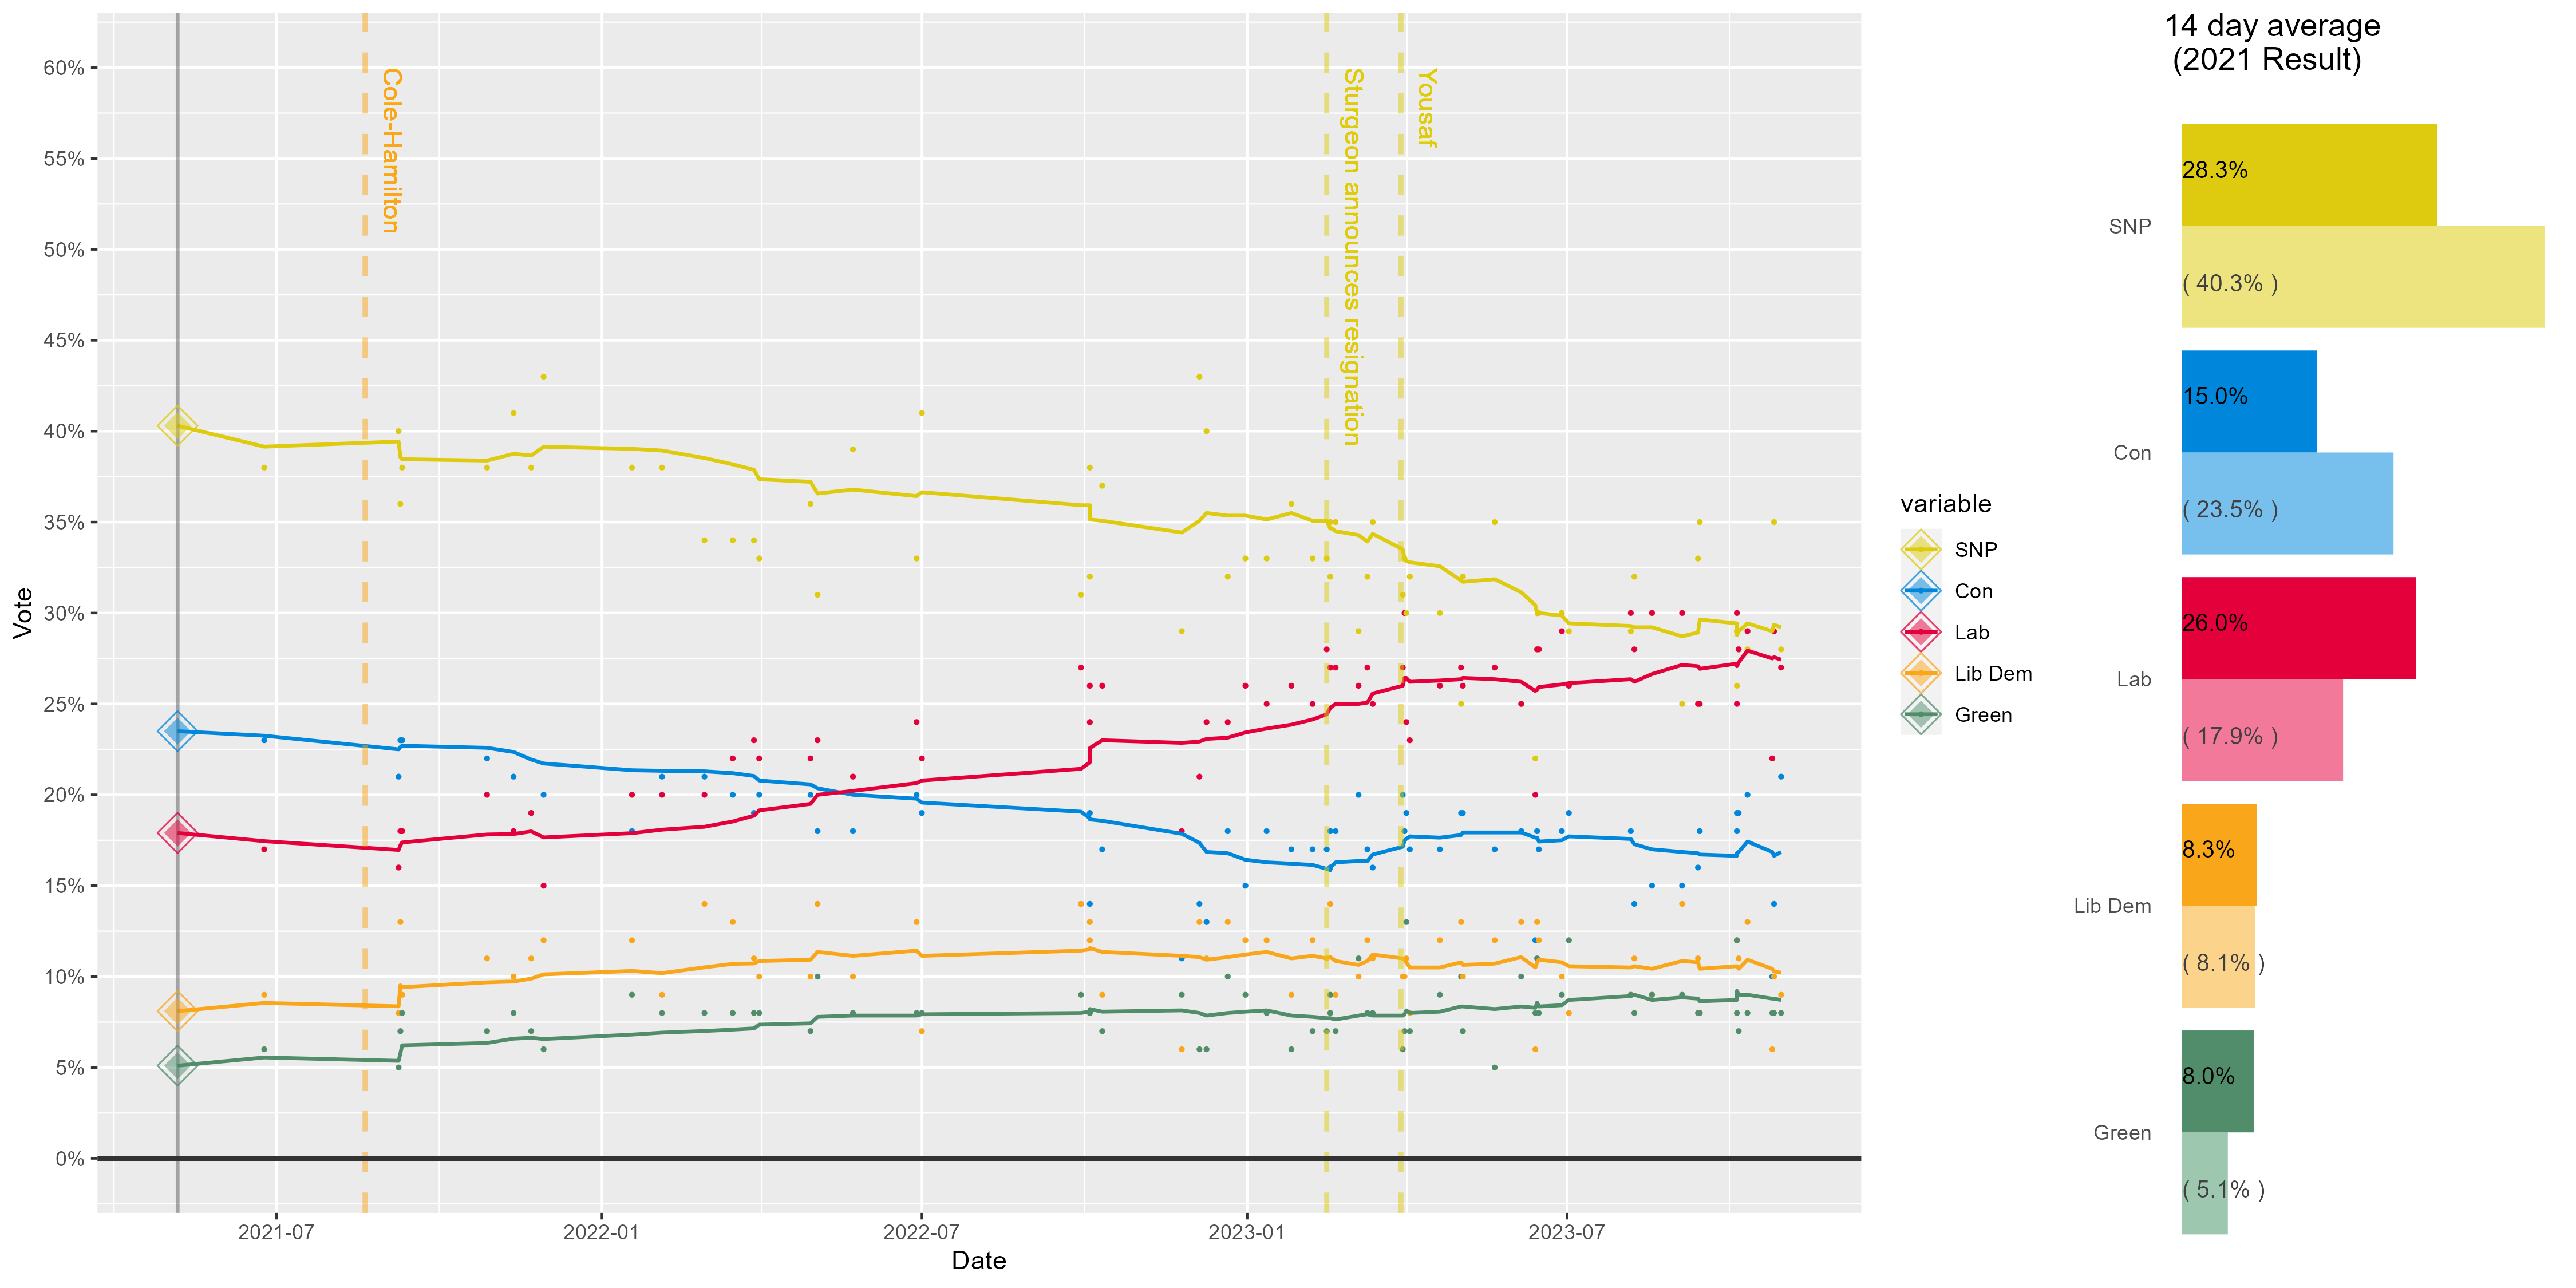 60%
55%
50%
45%
40%
35%
30%
25%
20%
15%
10%
5%
0%
Vote
2021-07
2022-01
2022-07
2023-01
2023-07
Date
Cole-Hamilton
Sturgeon announces resignation
Yousaf
variable
SNP
Con
Lab
Lib Dem
Green
14 day average
(2021 Result)
SNP
28.3%
( 40.3% )
Con
15.0%
( 23.5% )
Lab
26.0%
( 17.9% )
Lib Dem
8.3%
( 8.1% )
Green
8.0%
( 5.1% )